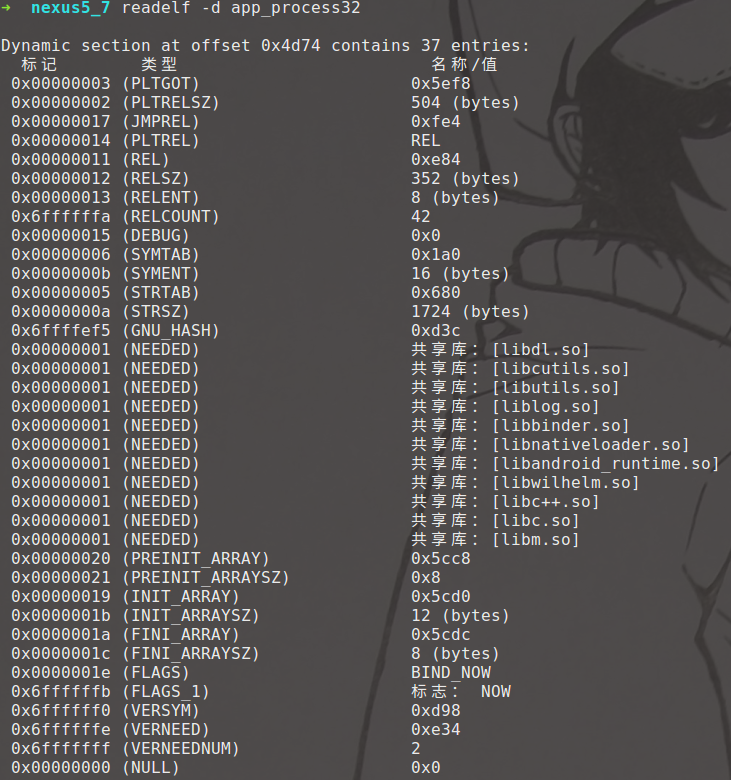 ➜  nexus5_7 readelf -d app_process32
Dynamic section at offset 0x4d74 contains 37 entries:
  标记        类型                         名称/值
 0x00000003 (PLTGOT)                     0x5ef8
 0x00000002 (PLTRELSZ)                   504 (bytes)
 0x00000017 (JMPREL)                     0xfe4
 0x00000014 (PLTREL)                     REL
 0x00000011 (REL)                        0xe84
 0x00000012 (RELSZ)                      352 (bytes)
 0x00000013 (RELENT)                     8 (bytes)
 0x6ffffffa (RELCOUNT)                   42
 0x00000015 (DEBUG)                      0x0
 0x00000006 (SYMTAB)                     0x1a0
 0x0000000b (SYMENT)                     16 (bytes)
 0x00000005 (STRTAB)                     0x680
 0x0000000a (STRSZ)                      1724 (bytes)
 0x6ffffef5 (GNU_HASH)                   0xd3c
 0x00000001 (NEEDED)                     共享库：[libdl.so]
 0x00000001 (NEEDED)                     共享库：[libcutils.so]
 0x00000001 (NEEDED)                     共享库：[libutils.so]
 0x00000001 (NEEDED)                     共享库：[liblog.so]
 0x00000001 (NEEDED)                     共享库：[libbinder.so]
 0x00000001 (NEEDED)                     共享库：[libnativeloader.so]
 0x00000001 (NEEDED)                     共享库：[libandroid_runtime.so]
 0x00000001 (NEEDED)                     共享库：[libwilhelm.so]
 0x00000001 (NEEDED)                     共享库：[libc++.so]
 0x00000001 (NEEDED)                     共享库：[libc.so]
 0x00000001 (NEEDED)                     共享库：[libm.so]
 0x00000020 (PREINIT_ARRAY)              0x5cc8
 0x00000021 (PREINIT_ARRAYSZ)            0x8
 0x00000019 (INIT_ARRAY)                 0x5cd0
 0x0000001b (INIT_ARRAYSZ)               12 (bytes)
 0x0000001a (FINI_ARRAY)                 0x5cdc
 0x0000001c (FINI_ARRAYSZ)               8 (bytes)
 0x0000001e (FLAGS)                      BIND_NOW
 0x6ffffffb (FLAGS_1)                    标志： NOW
 0x6ffffff0 (VERSYM)                     0xd98
 0x6ffffffe (VERNEED)                    0xe34
 0x6fffffff (VERNEEDNUM)                 2
 0x00000000 (NULL)                       0x0